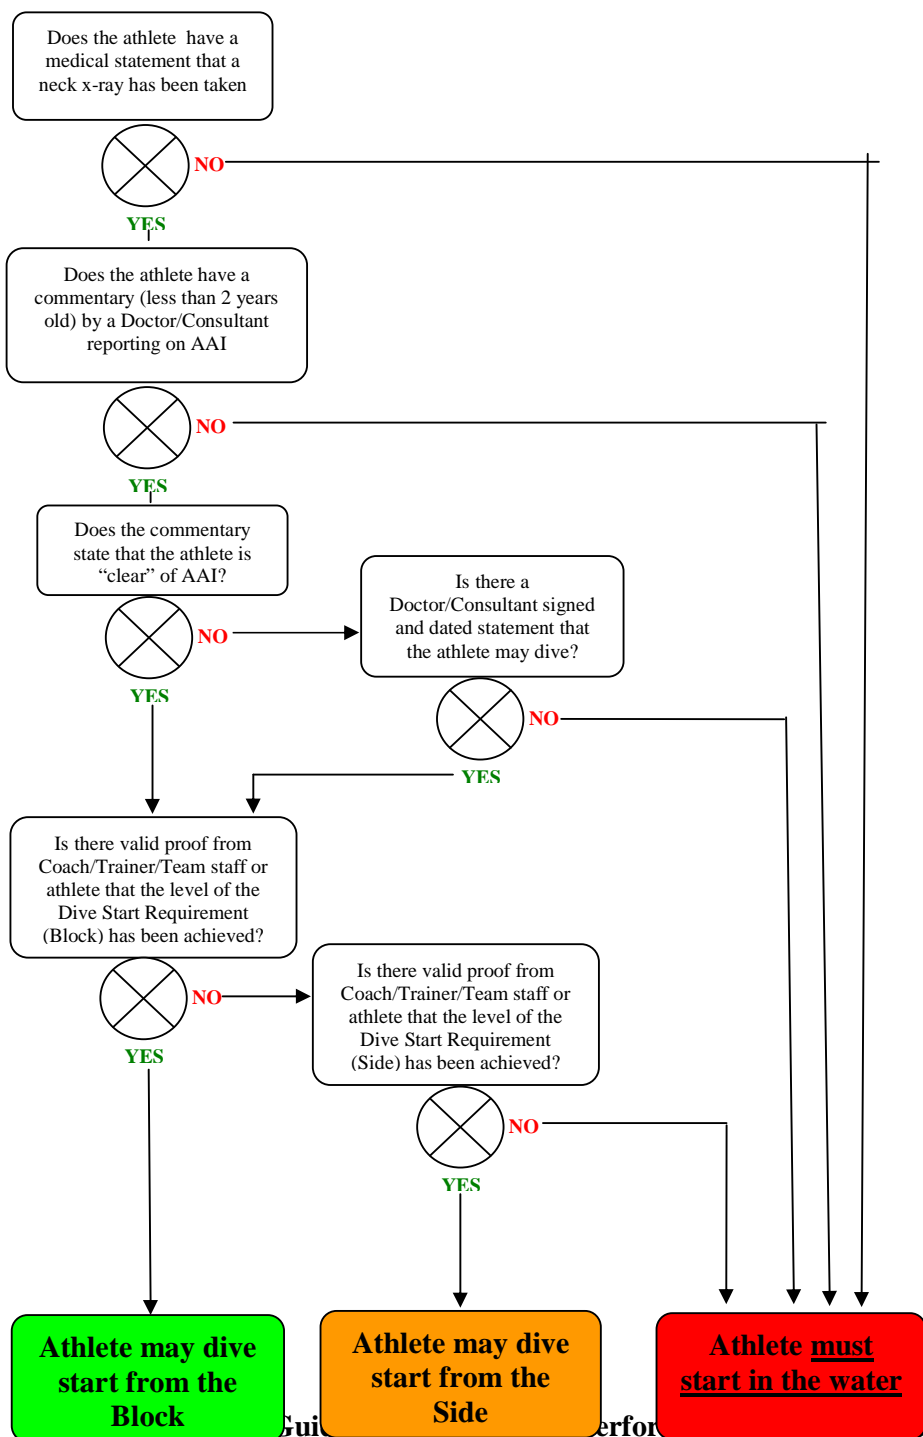 Does the athlete have a
medical statement that a
neck x-ray has been taken
NO
YES
Does the athlete have a
commentary (less than 2 years
old) by a Doctor/Consultant
reporting on AAI
NO
YES
Does the commentary
state that the athlete is
“clear” of AAI?
NO
YES
Is there a
Doctor/Consultant signed
and dated statement that
the athlete may dive?
NO
YES
Is there valid proof from
Coach/Trainer/Team staff or
athlete that the level of the
Dive Start Requirement
(Block) has been achieved?
NO
YES
Is there valid proof from
Coach/Trainer/Team staff or
athlete that the level of the
Dive Start Requirement
(Side) has been achieved?
NO
YES
Athlete may dive
start from the
Block
Athlete may dive
start from the
Side
Athlete must
start in the water